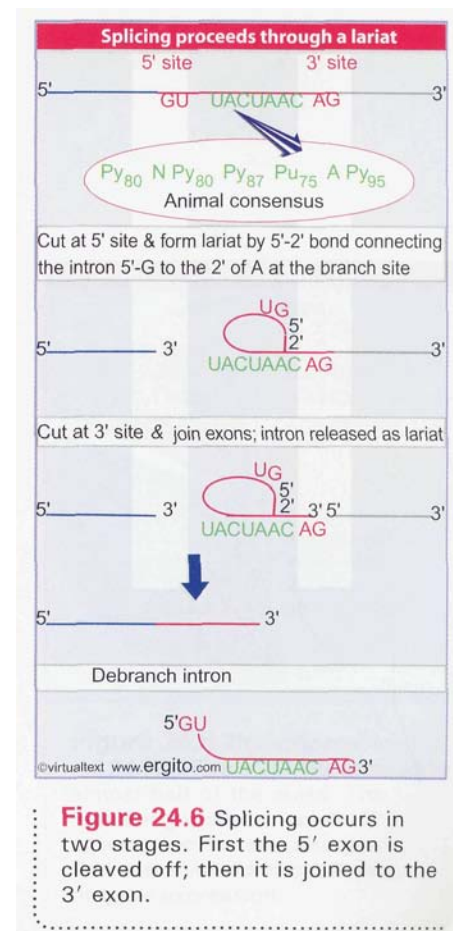 Splicing proceeds through a lariat
5' site 3' site
5' 3'
GU UACUAAC AG
Py80 N Py80 Py87 Pu75 A Py95
Animal consensus
Cut at 5' site & form lariat by 5'-2' bond connecting
the intron 5'-G to the 2' of A at the branch site
UG
5'
5' 3' 2' 3'
UACUAAC AG
Cut at 3' site & join exons; intron released as lariat
UG
5'
5' 3' 2' 3' 5' 3'
UACUAAC AG
5' 3'
Debranch intron
5'GU
©virtualtext www.ergito.com UACUAAC AG3'
Figure 24.6 Splicing occurs in
two stages. First the 5′ exon is
cleaved off; then it is joined to the
3′ exon.